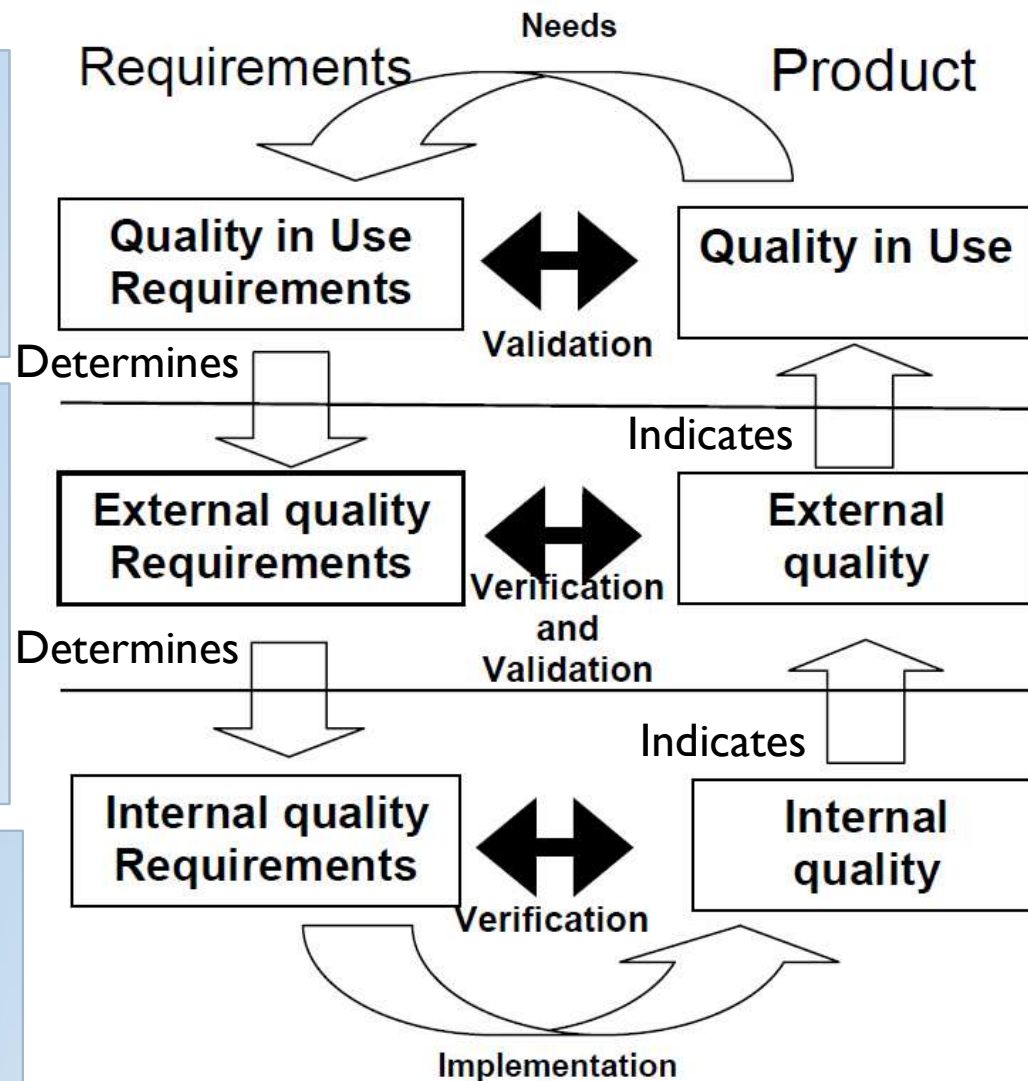 Needs
Requirements
Product
Quality in Use
Requirements
Quality in Use
Validation
Determines
Indicates
External quality
Requirements
External
quality
Verification
and
Validation
Determines
Indicates
Internal quality
Requirements
Internal
quality
Verification
Implementation